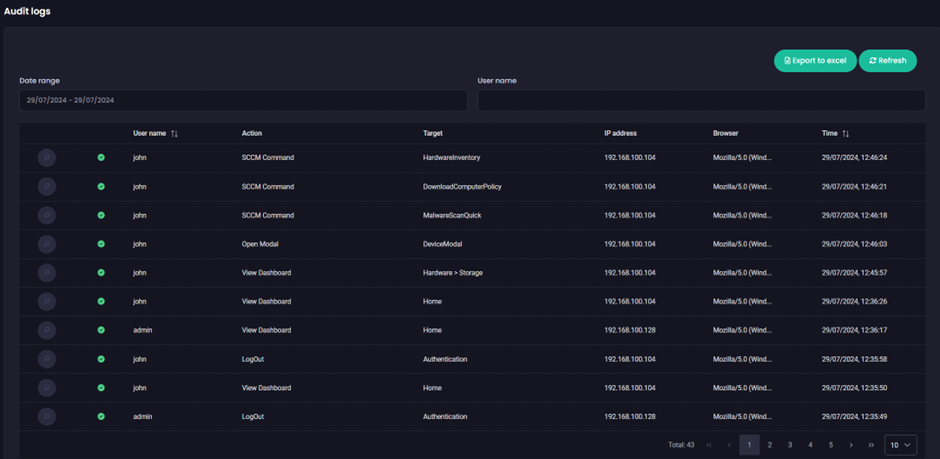 Audit logs
Export to excel Refresh
Date range User name
29/07/2024 - 29/07/2024
User name Action Target IP address Browser Time
john SCCM Command HardwareInventory 192.168.100.104 Mozilla/5.0 (Wind... 29/07/2024, 12:46:24
john SCCM Command DownloadComputerPolicy 192.168.100.104 Mozilla/5.0 (Wind... 29/07/2024, 12:46:21
john SCCM Command MalwareScanQuick 192.168.100.104 Mozilla/5.0 (Wind... 29/07/2024, 12:46:18
john Open Modal DeviceModal 192.168.100.104 Mozilla/5.0 (Wind... 29/07/2024, 12:46:03
john View Dashboard Hardware > Storage 192.168.100.104 Mozilla/5.0 (Wind... 29/07/2024, 12:45:57
john View Dashboard Home 192.168.100.104 Mozilla/5.0 (Wind... 29/07/2024, 12:36:26
admin View Dashboard Home 192.168.100.128 Mozilla/5.0 (Wind... 29/07/2024, 12:36:17
john LogOut Authentication 192.168.100.104 Mozilla/5.0 (Wind... 29/07/2024, 12:35:58
john View Dashboard Home 192.168.100.104 Mozilla/5.0 (Wind... 29/07/2024, 12:35:50
admin LogOut Authentication 192.168.100.128 Mozilla/5.0 (Wind... 29/07/2024, 12:35:49
Total: 43 « ‹ 1 2 3 4 5 › » 10